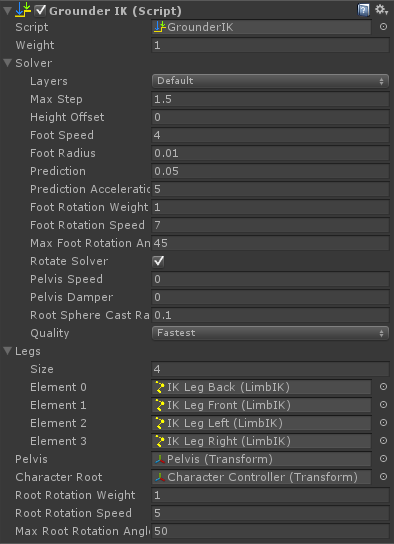 Grounder IK (Script)
Script GrounderIK
Weight 1
Solver
Layers Default
Max Step 1.5
Height Offset 0
Foot Speed 4
Foot Radius 0.01
Prediction 0.05
Prediction Acceleratio 5
Foot Rotation Weight 1
Foot Rotation Speed 7
Max Foot Rotation An 45
Rotate Solver
Pelvis Speed 0
Pelvis Damper 0
Root Sphere Cast Ra 0.1
Quality Fastest
Legs
Size 4
Element 0 IK Leg Back (LimbIK)
Element 1 IK Leg Front (LimbIK)
Element 2 IK Leg Left (LimbIK)
Element 3 IK Leg Right (LimbIK)
Pelvis Pelvis (Transform)
Character Root Character Controller (Transform)
Root Rotation Weight 1
Root Rotation Speed 5
Max Root Rotation Angl 50